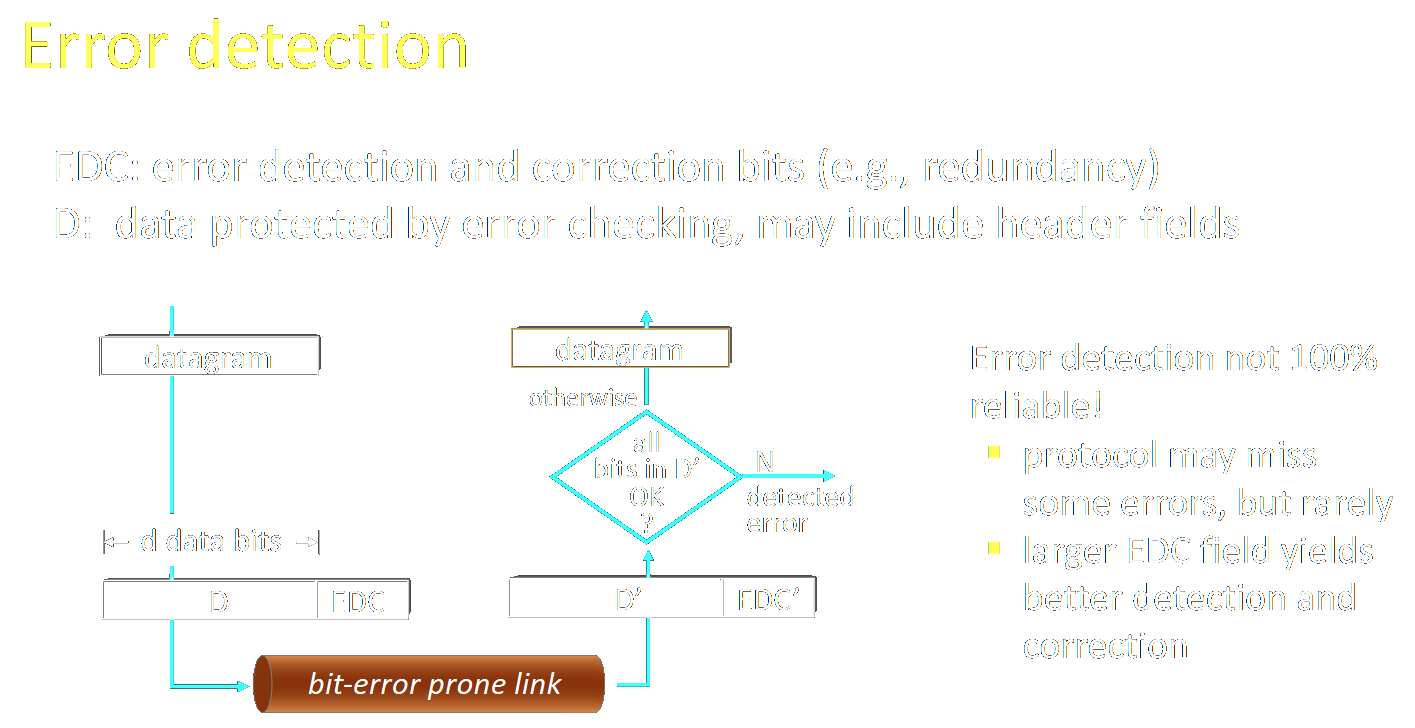 Error detection
EDC: error detection and correction bits (e.g., redundancy)
D: data protected by error checking, may include header fields
datagram
d data bits
D EDC
bit-error prone link
datagram
otherwise
all
bits in D’
OK
?
N
detected
error
D’ EDC’
Error detection not 100%
reliable!
▪ protocol may miss
some errors, but rarely
▪ larger EDC field yields
better detection and
correction